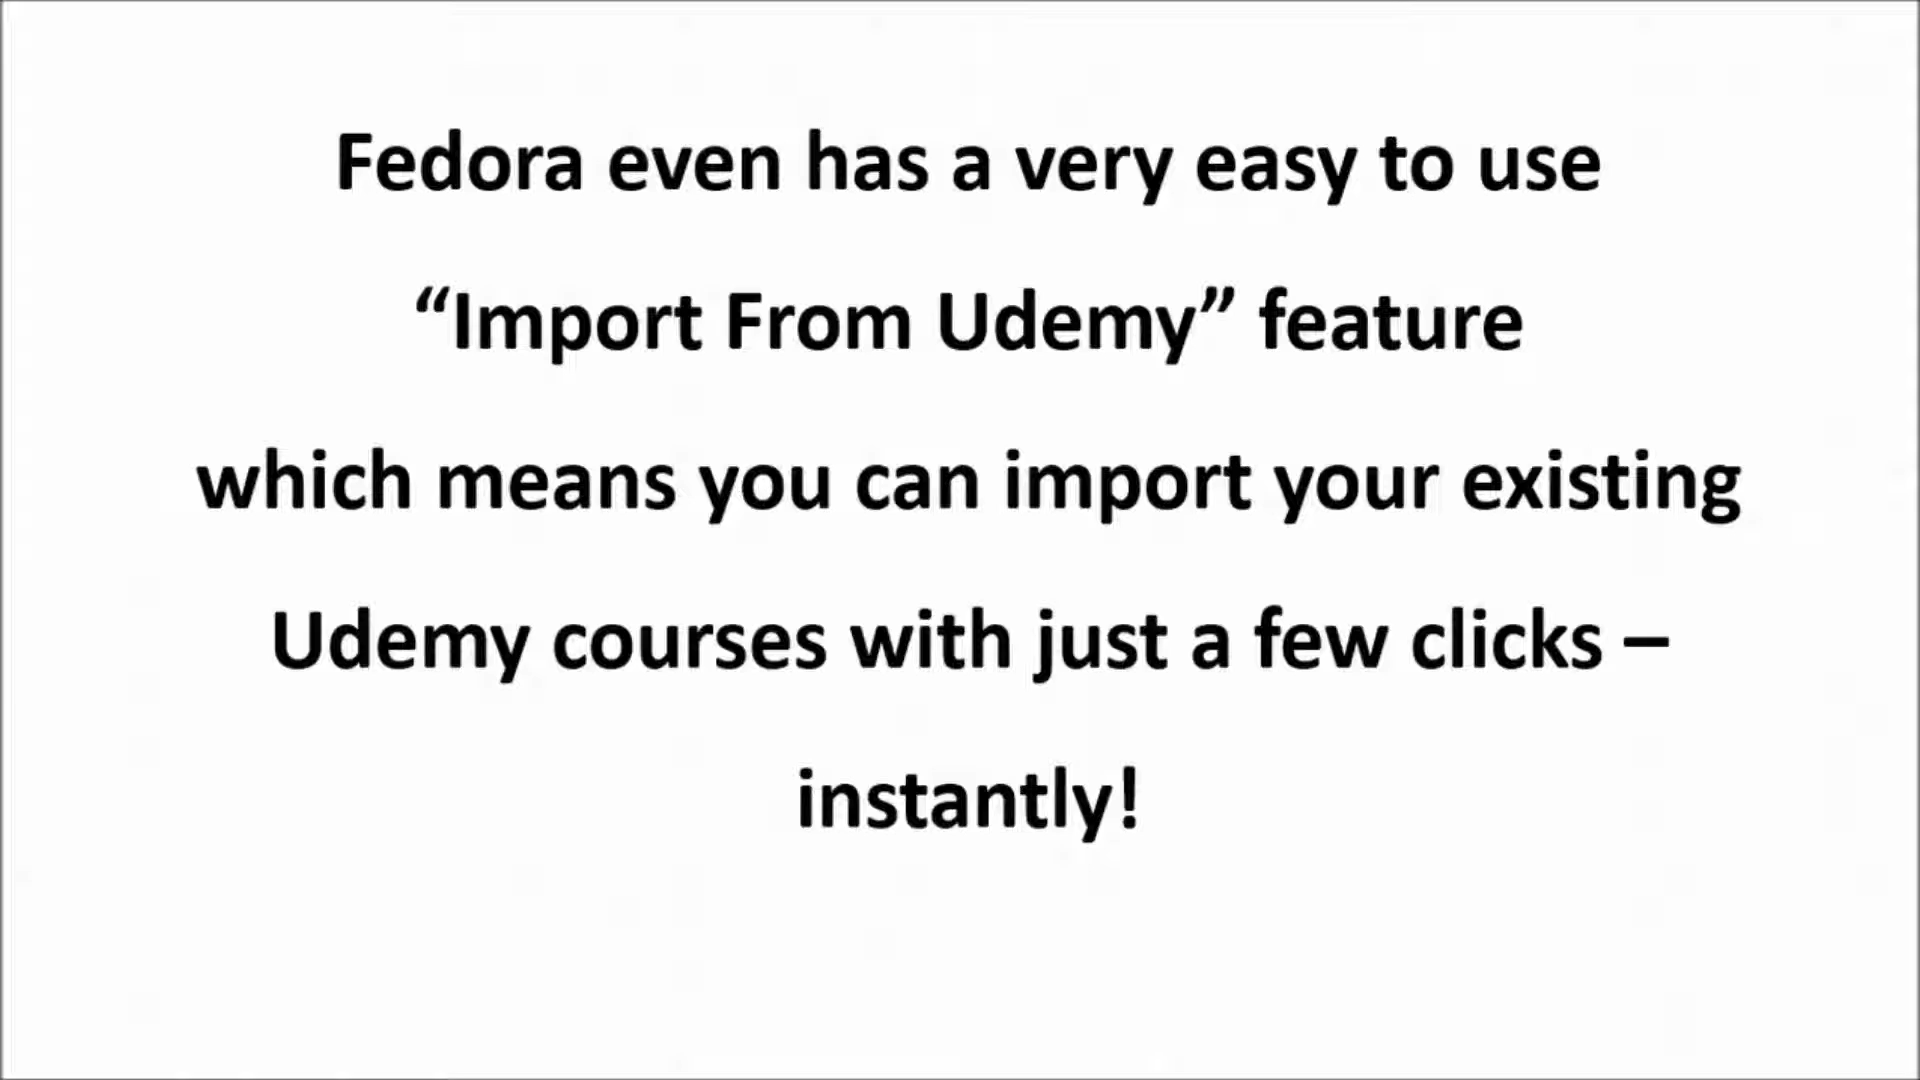 Fedora even has a very easy to use
“Import From Udemy” feature
which means you can import your existing
Udemy courses with just a few clicks –
instantly!